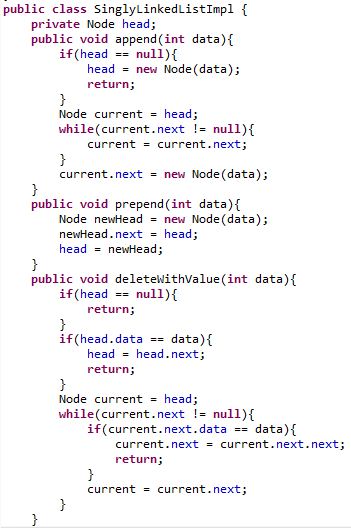 public class SinglyLinkedListImpl {
    private Node head;
    public void append(int data){
        if(head == null){
            head = new Node(data);
            return;
        }
        Node current = head;
        while(current.next != null){
            current = current.next;
        }
        current.next = new Node(data);
    }
    public void prepend(int data){
        Node newHead = new Node(data);
        newHead.next = head;
        head = newHead;
    }
    public void deleteWithValue(int data){
        if(head == null){
            return;
        }
        if(head.data == data){
            head = head.next;
            return;
        }
        Node current = head;
        while(current.next != null){
            if(current.next.data == data){
                current.next = current.next.next;
                return;
            }
            current = current.next;
        }
    }